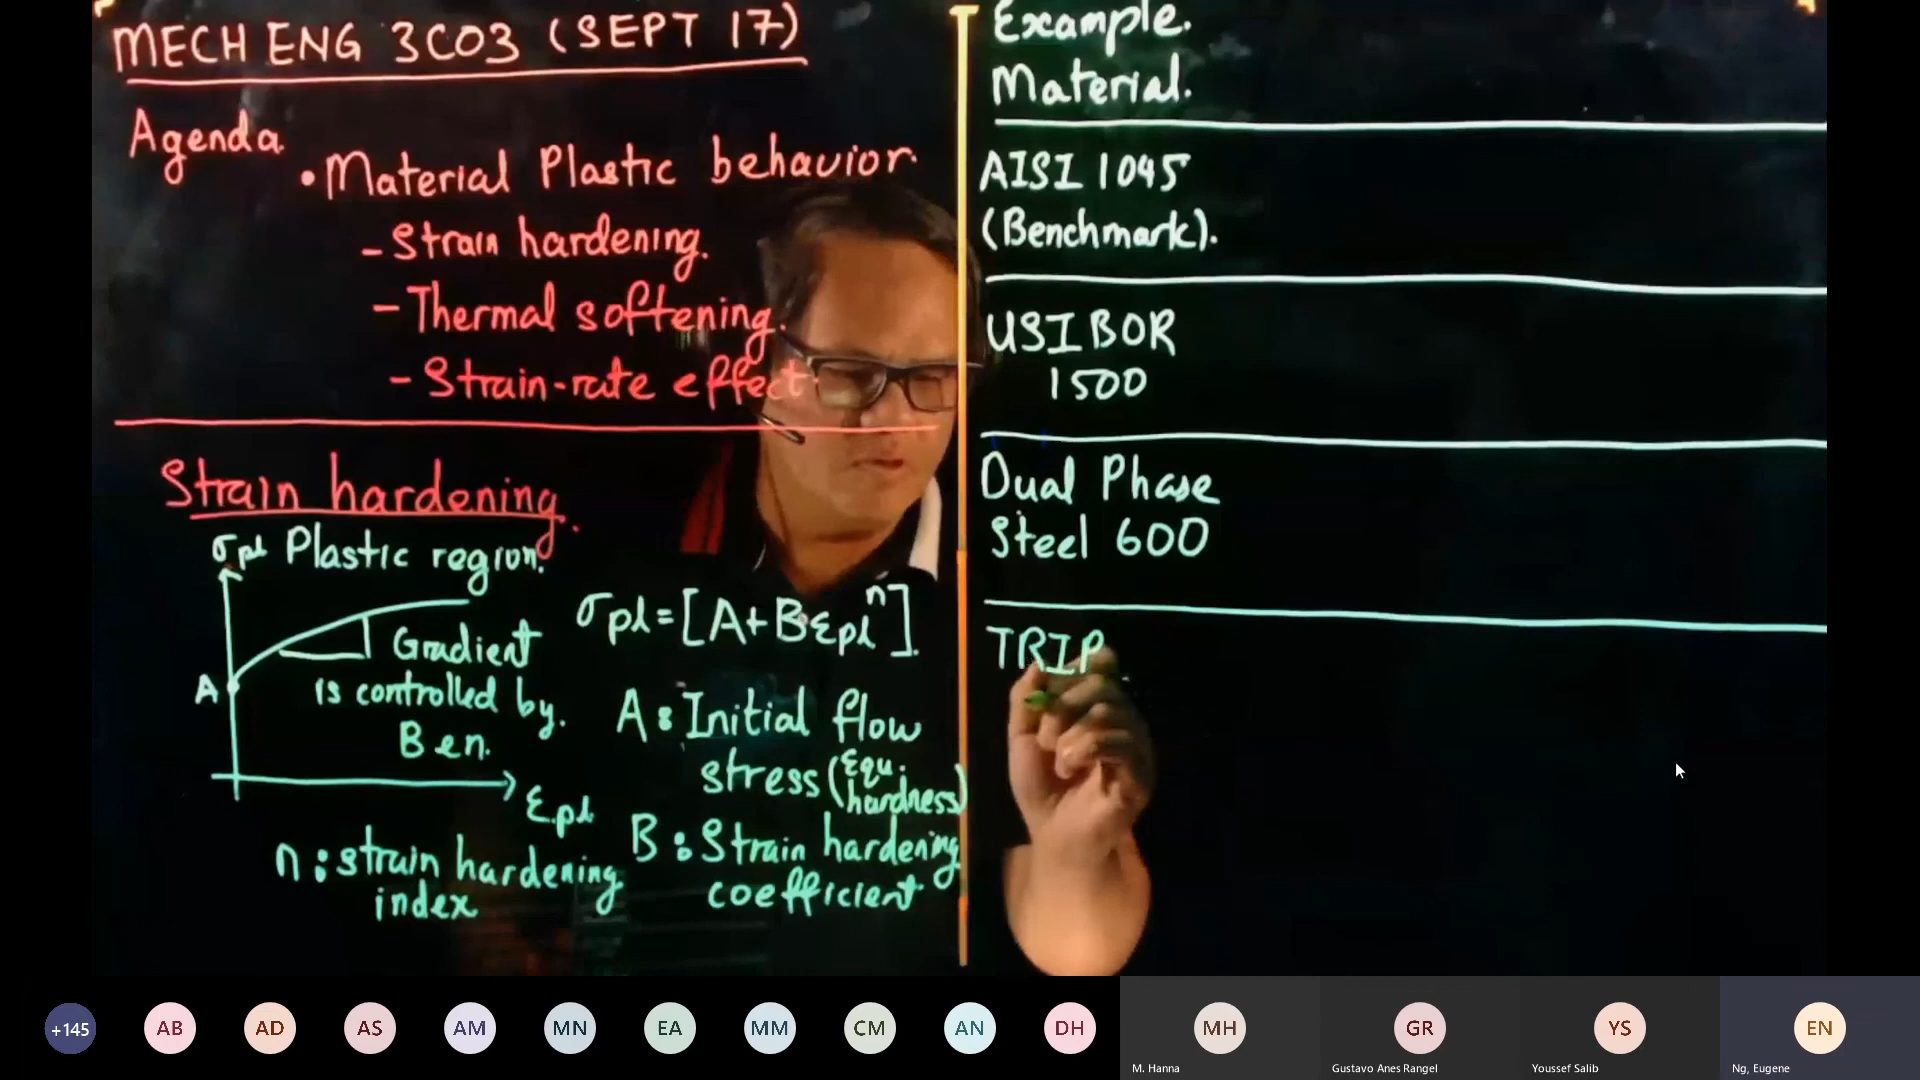 MECH ENG 3C03 (SEPT 17)
Agenda.
• Material Plastic behavior.
- Strain hardening.
- Thermal softening.
- Strain-rate effect.
Strain hardening.
σpl Plastic region.
A
Gradient
is controlled by.
B en.
εpl
σpl = [A + Bεpl^n].
A : Initial flow
stress (Equ.
hardness)
B : Strain hardening
coefficient
n : strain hardening
index
Example.
Material.
AISI 1045
(Benchmark).
USIBOR
1500
Dual Phase
Steel 600
TRIP
+145
AB
AD
AS
AM
MN
EA
MM
CM
AN
DH
MH
GR
YS
EN
M. Hanna
Gustavo Anes Rangel
Youssef Salib
Ng, Eugene